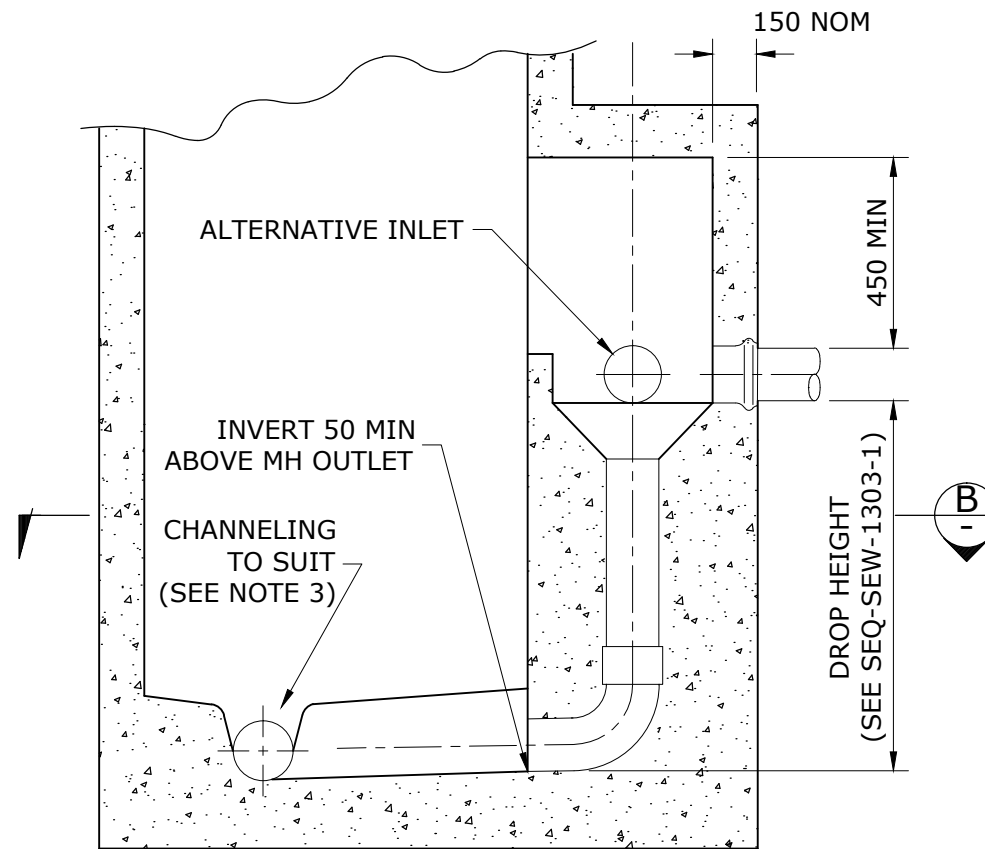 150 NOM
ALTERNATIVE INLET
450 MIN
INVERT 50 MIN
ABOVE MH OUTLET
CHANNELING
TO SUIT
(SEE NOTE 3)
DROP HEIGHT
(SEE SEQ-SEW-1303-1)
B
-